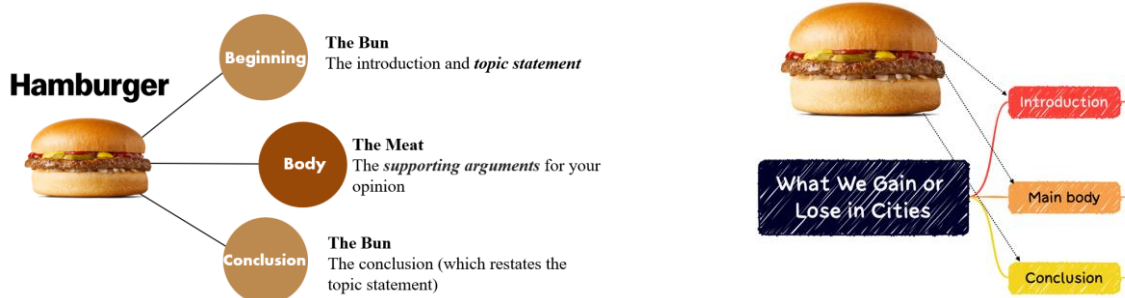 Hamburger
Beginning
The Bun
The introduction and topic statement
Body
The Meat
The supporting arguments for your
opinion
Conclusion
The Bun
The conclusion (which restates the
topic statement)
What We Gain or
Lose in Cities
Introduction
Main body
Conclusion